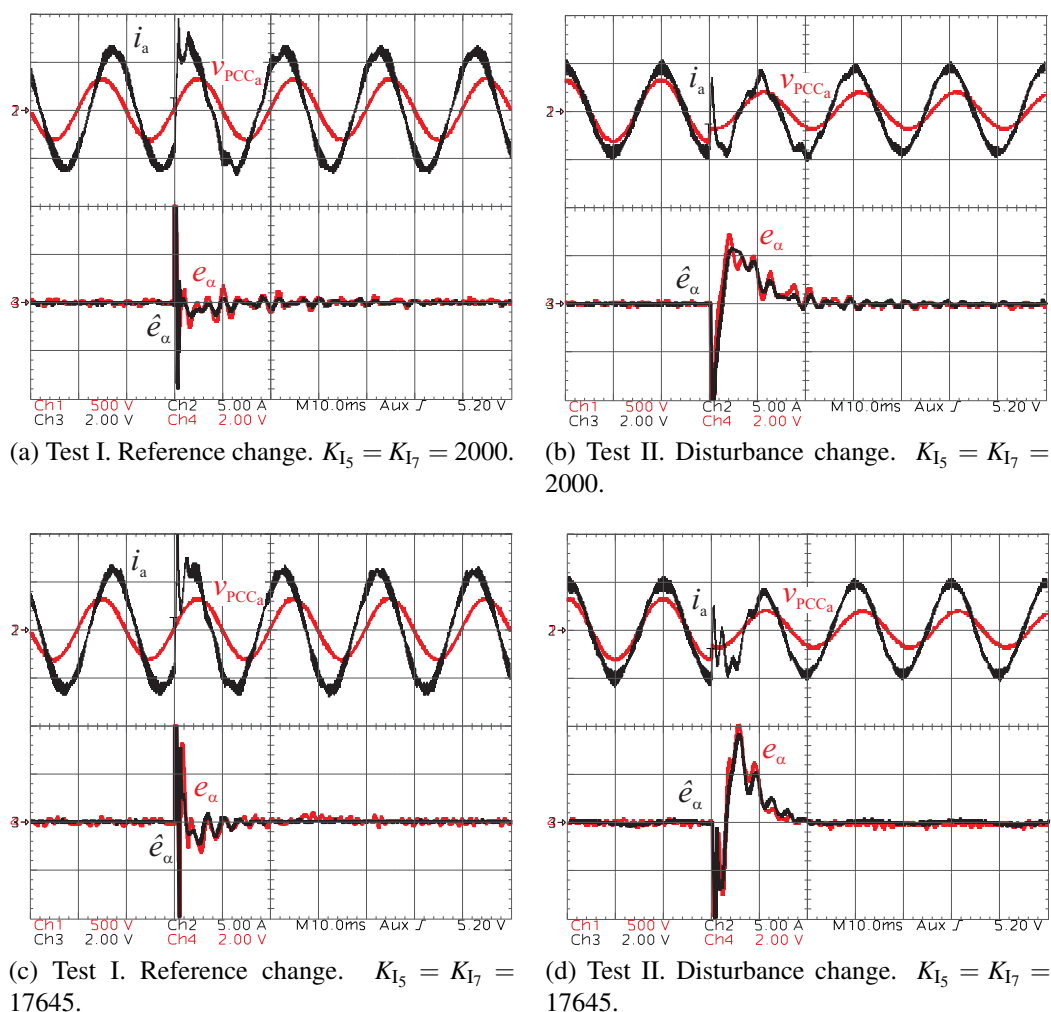 i_a
v_PCCa
2
e_α
ê_α
3
Ch1 500 V Ch2 5.00 A M10.0ms Aux ʃ 5.20 V
Ch3 2.00 V Ch4 2.00 V
(a) Test I. Reference change. K_I5 = K_I7 = 2000.
i_a
v_PCCa
2
e_α
ê_α
3
Ch1 500 V Ch2 5.00 A M10.0ms Aux ʃ 5.20 V
Ch3 2.00 V Ch4 2.00 V
(b) Test II. Disturbance change. K_I5 = K_I7 =
2000.
i_a
v_PCCa
2
e_α
ê_α
3
Ch1 500 V Ch2 5.00 A M10.0ms Aux ʃ 5.20 V
Ch3 2.00 V Ch4 2.00 V
(c) Test I. Reference change. K_I5 = K_I7 =
17645.
i_a
v_PCCa
2
e_α
ê_α
3
Ch1 500 V Ch2 5.00 A M10.0ms Aux ʃ 5.20 V
Ch3 2.00 V Ch4 2.00 V
(d) Test II. Disturbance change. K_I5 = K_I7 =
17645.